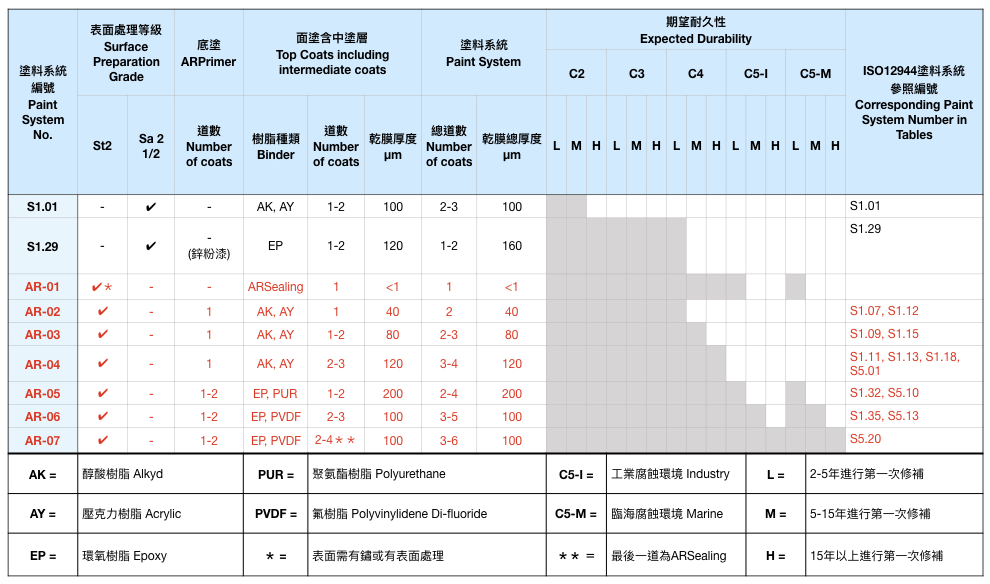 塗料系統
編號
Paint
System
No.
表面處理等級
Surface
Preparation
Grade
底塗
ARPrimer
面塗含中塗層
Top Coats including
intermediate coats
塗料系統
Paint System
期望耐久性
Expected Durability
ISO12944塗料系統
參照編號
Corresponding Paint
System Number in
Tables
C2 C3 C4 C5-I C5-M
St2
Sa 2
1/2
道數
Number
of coats
樹脂種類
Binder
道數
Number
of coats
乾膜厚度
μm
總道數
Number
of coats
乾膜總厚度
μm
L M H L M H L M H L M H L M H
S1.01 - ✔ - AK, AY 1-2 100 2-3 100 S1.01
S1.29 - ✔ - (鋅粉漆) EP 1-2 120 1-2 160 S1.29
AR-01 ✔* - - ARSealing 1 <1 1 <1
AR-02 ✔ - 1 AK, AY 1 40 2 40 S1.07, S1.12
AR-03 ✔ - 1 AK, AY 1-2 80 2-3 80 S1.09, S1.15
AR-04 ✔ - 1 AK, AY 2-3 120 3-4 120 S1.11, S1.13, S1.18,
S5.01
AR-05 ✔ - 1-2 EP, PUR 1-2 200 2-4 200 S1.32, S5.10
AR-06 ✔ - 1-2 EP, PVDF 2-3 100 3-5 100 S1.35, S5.13
AR-07 ✔ - 1-2 EP, PVDF 2-4** 100 3-6 100 S5.20
AK = 醇酸樹脂 Alkyd PUR = 聚氨酯樹脂 Polyurethane C5-I = 工業腐蝕環境 Industry L = 2-5年進行第一次修補
AY = 壓克力樹脂 Acrylic PVDF = 氟樹脂 Polyvinylidene Di-fluoride C5-M = 臨海腐蝕環境 Marine M = 5-15年進行第一次修補
EP = 環氧樹脂 Epoxy * = 表面需有鏽或有表面處理 ** = 最後一道為ARSealing H = 15年以上進行第一次修補